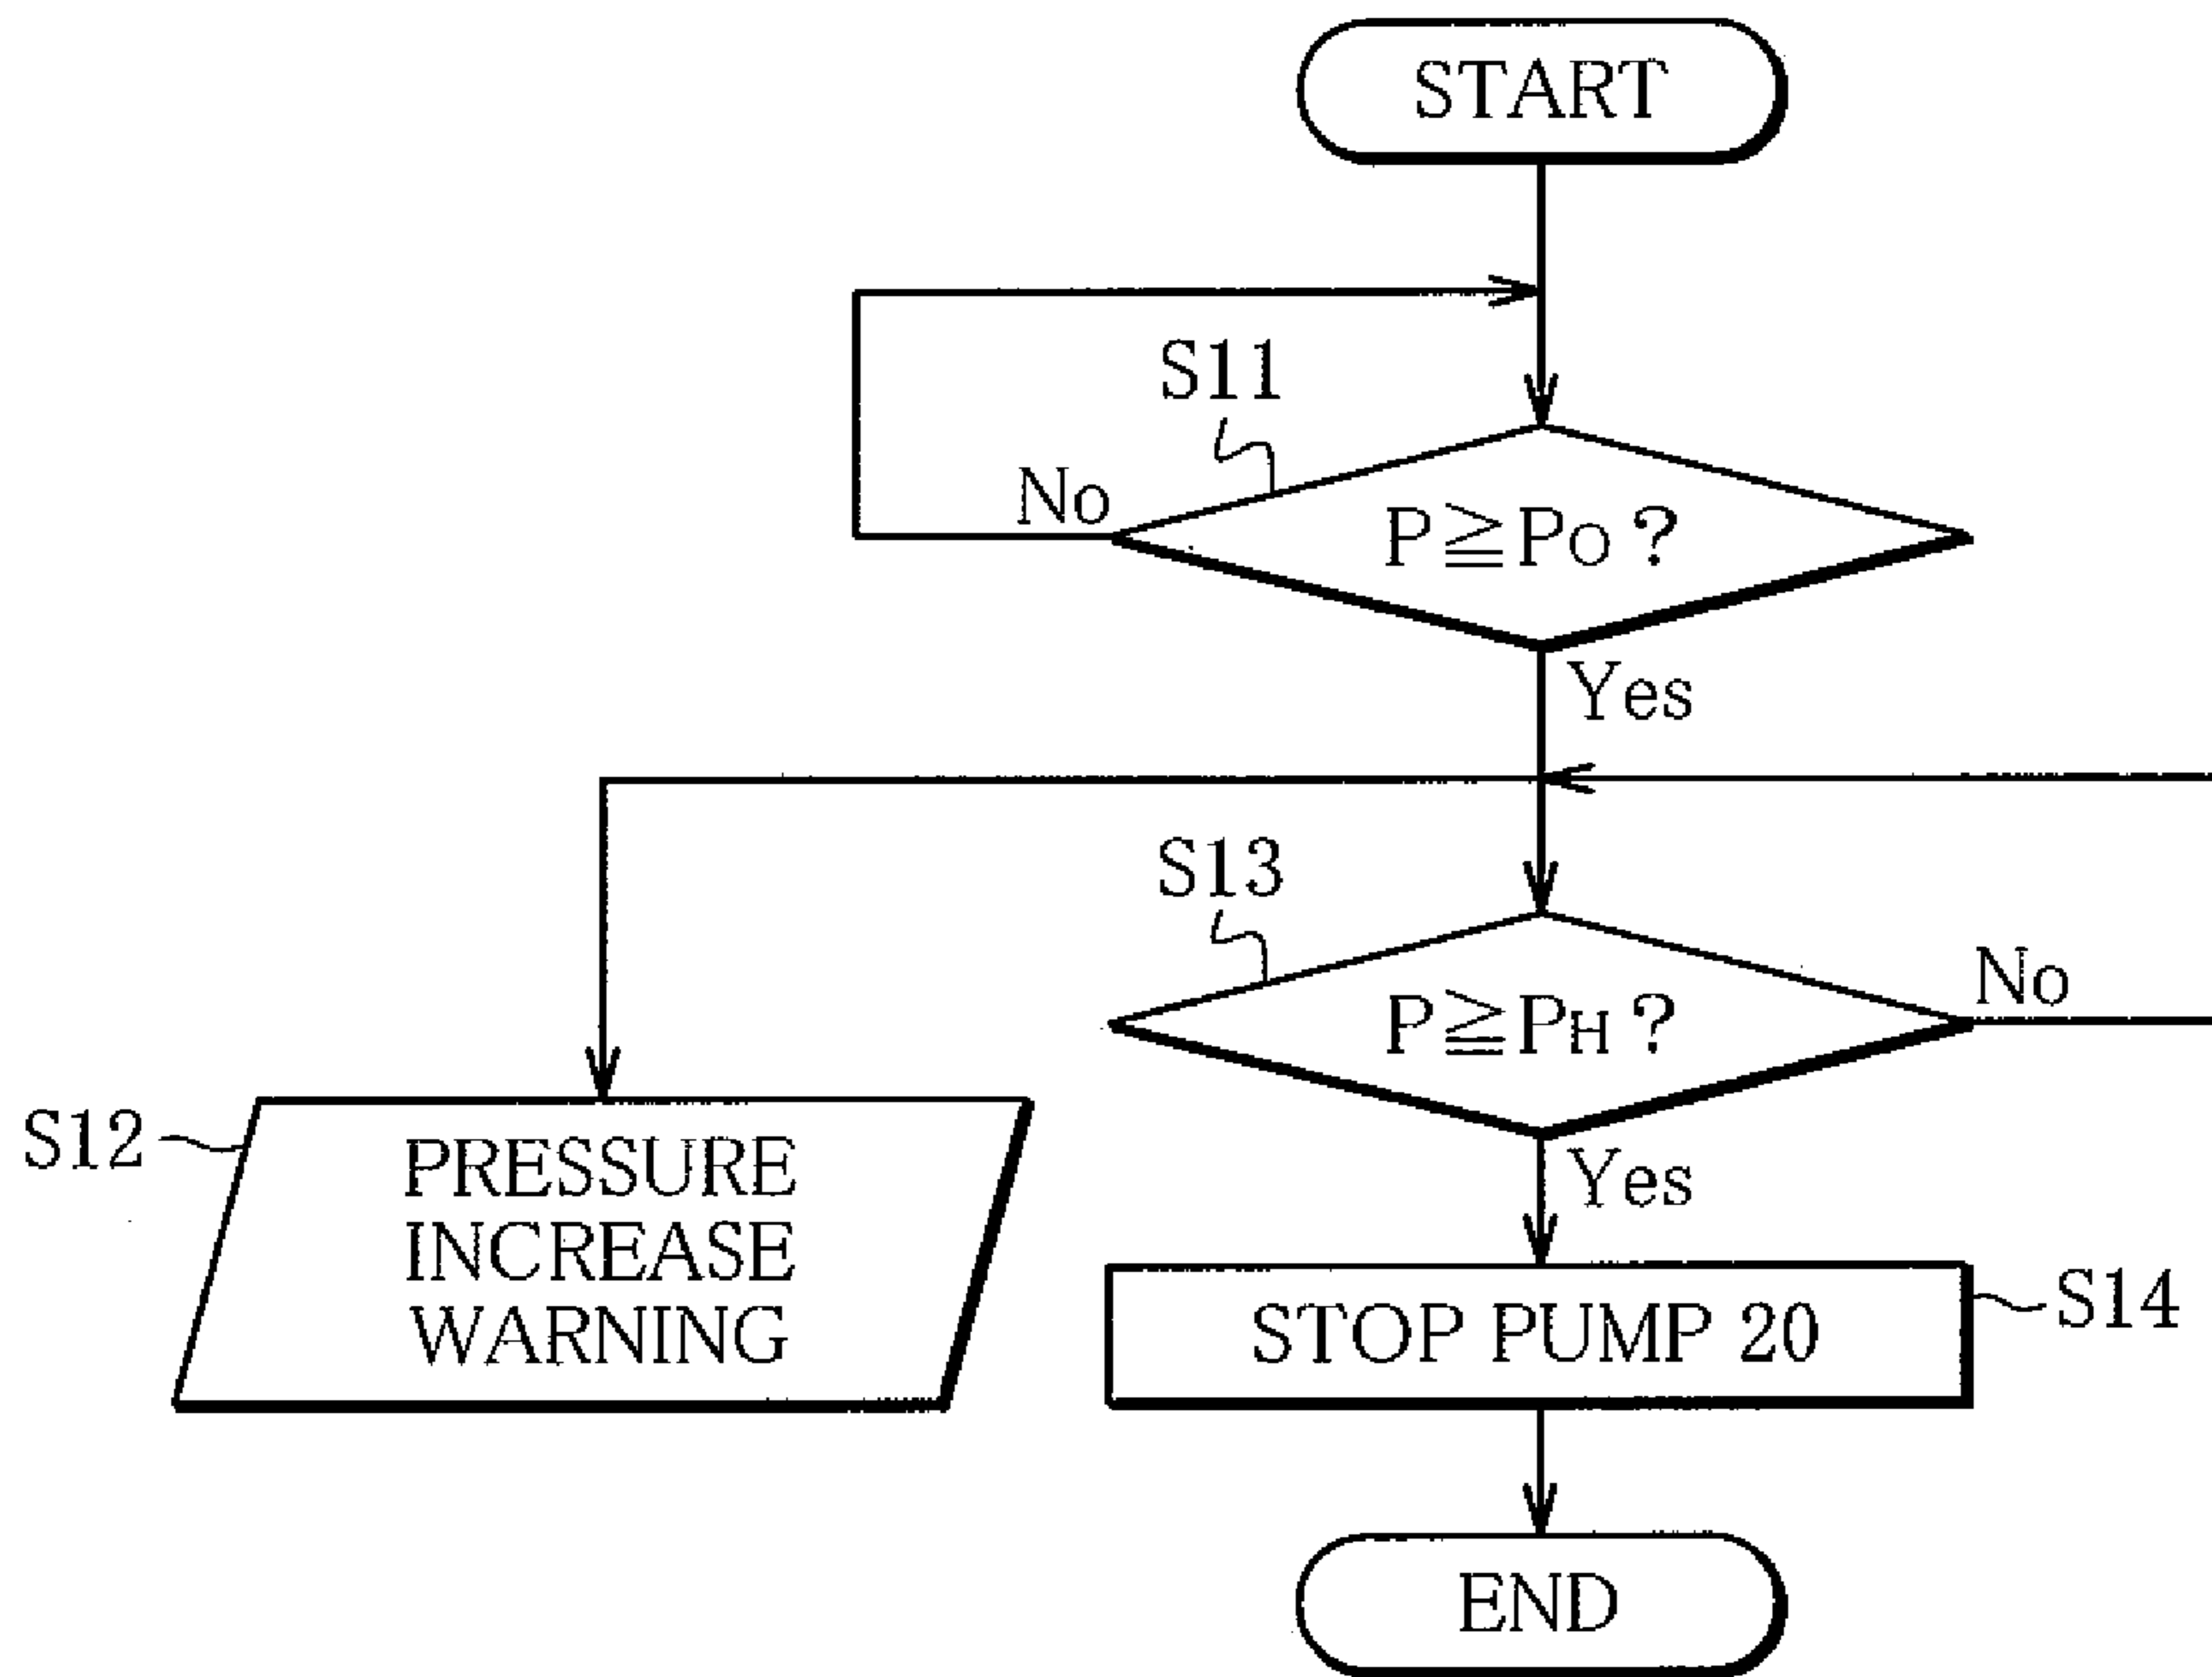 START
S11
No
P≧PO?
Yes
S13
P≧PH?
No
S12
PRESSURE
INCREASE
WARNING
Yes
STOP PUMP 20
S14
END